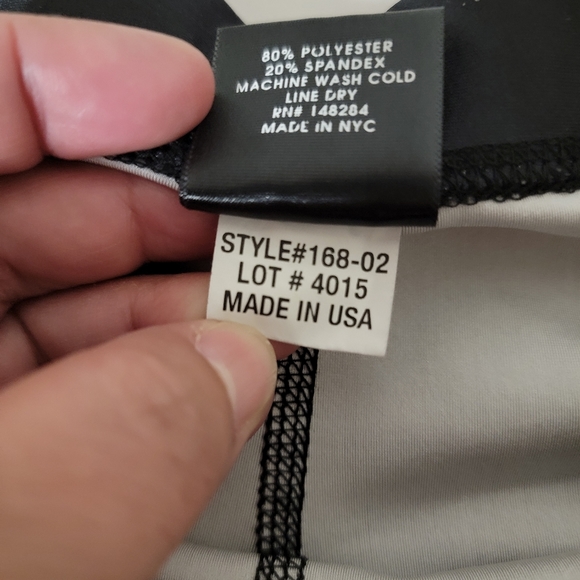 80% POLYESTER
20% SPANDEX
MACHINE WASH COLD
LINE DRY
RN# 148284
MADE IN NYC
STYLE#168-02
LOT # 4015
MADE IN USA